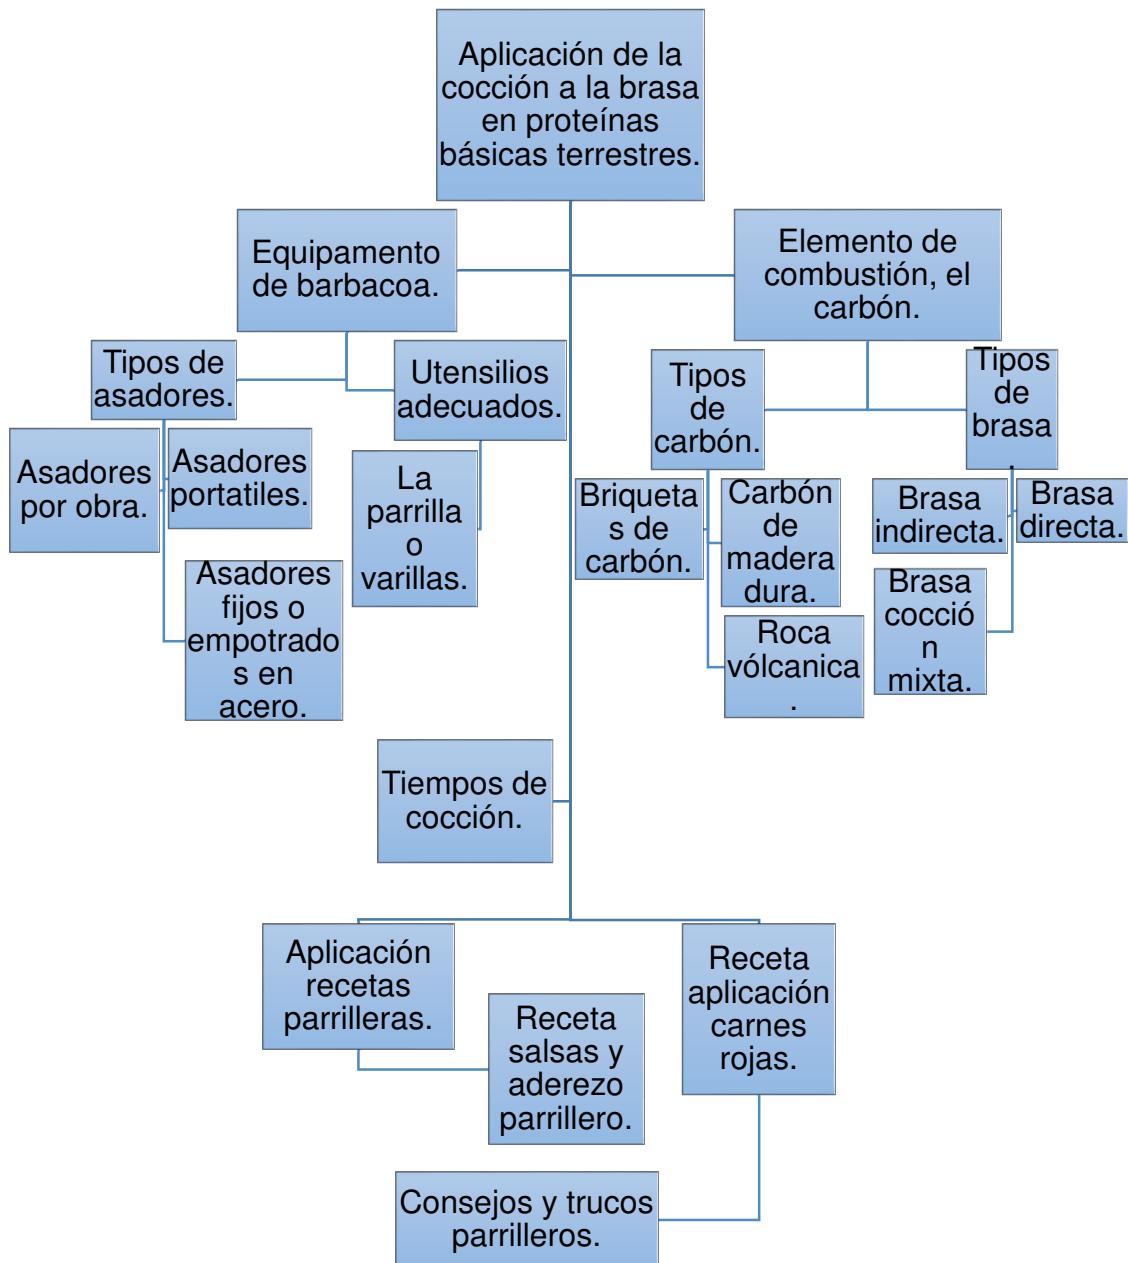 Aplicación de la
cocción a la brasa
en proteínas
básicas terrestres.
Equipamento
de barbacoa.
Elemento de
combustión, el
carbón.
Tipos de
asadores.
Utensilios
adecuados.
Tipos
de
carbón.
Tipos
de
brasa
.
Asadores
por obra.
Asadores
portatiles.
La
parrilla
o
varillas.
Briqueta
s de
carbón.
Carbón
de
madera
dura.
Brasa
indirecta.
Brasa
directa.
Asadores
fijos o
empotrado
s en
acero.
Roca
vólcanica
.
Brasa
cocció
n
mixta.
Tiempos de
cocción.
Aplicación
recetas
parrilleras.
Receta
salsas y
aderezo
parrillero.
Receta
aplicación
carnes
rojas.
Consejos y trucos
parrilleros.